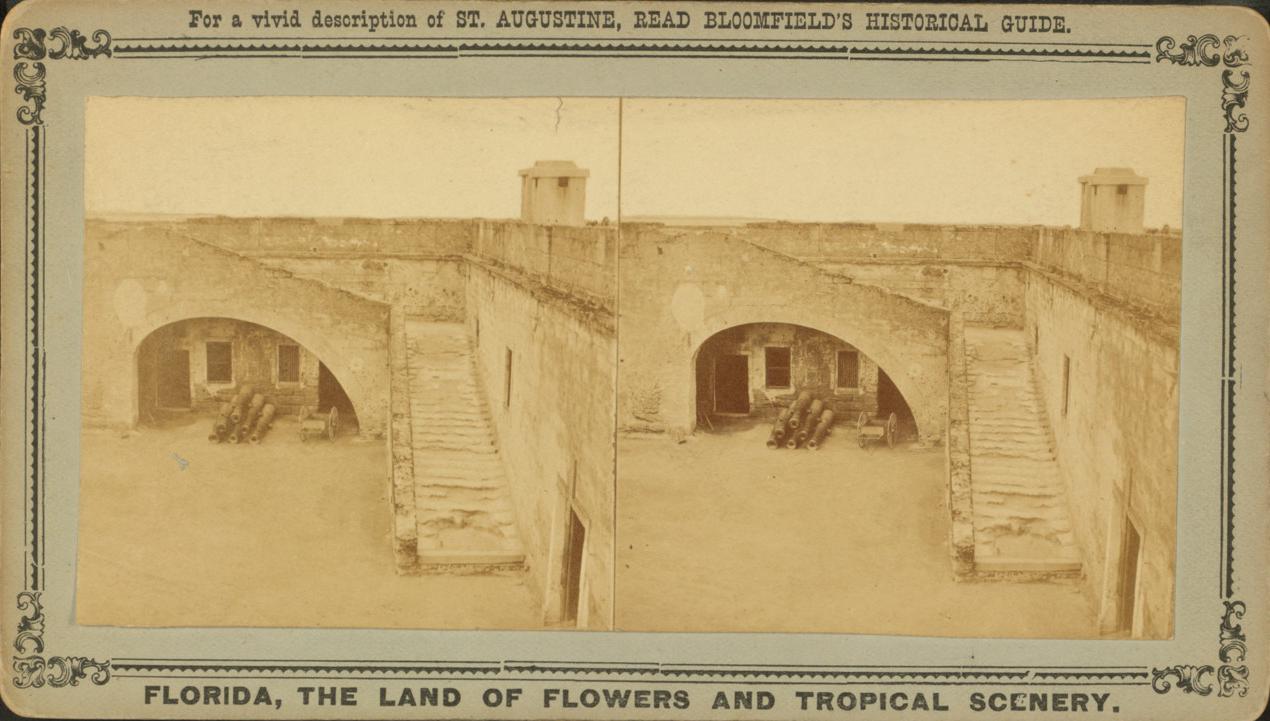 For a vivid description of ST. AUGUSTINE, READ BLOOMFIELD'S HISTORICAL GUIDE.
FLORIDA, THE LAND OF FLOWERS AND TROPICAL SCENERY.